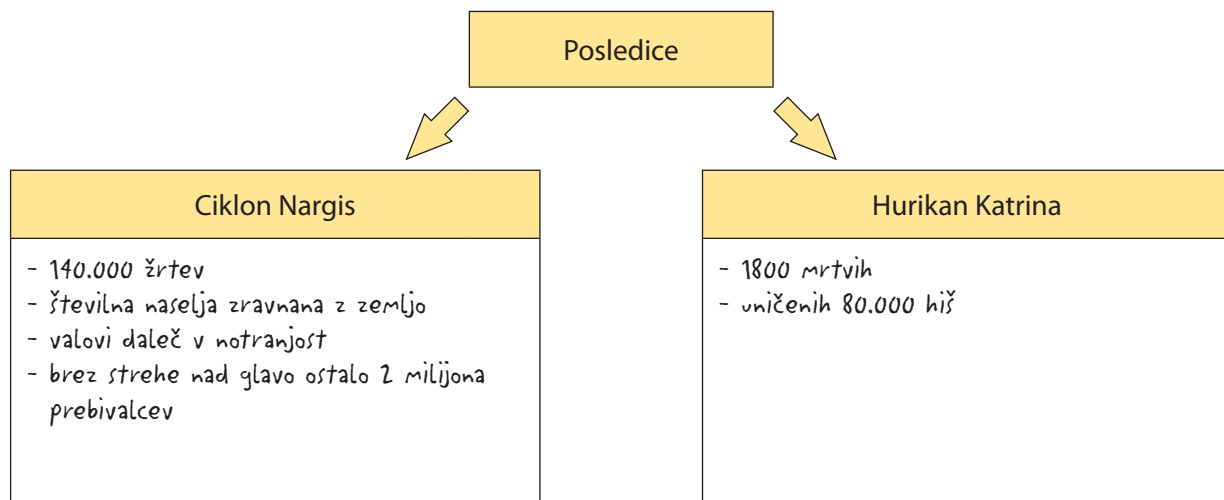 Posledice
Ciklon Nargis
- 140.000 žrtev
- številna naselja zravnana z zemljo
- valovi daleč v notranjost
- brez strehe nad glavo ostalo 2 milijona
prebivalcev
Hurikan Katrina
- 1800 mrtvih
- uničenih 80.000 hiš